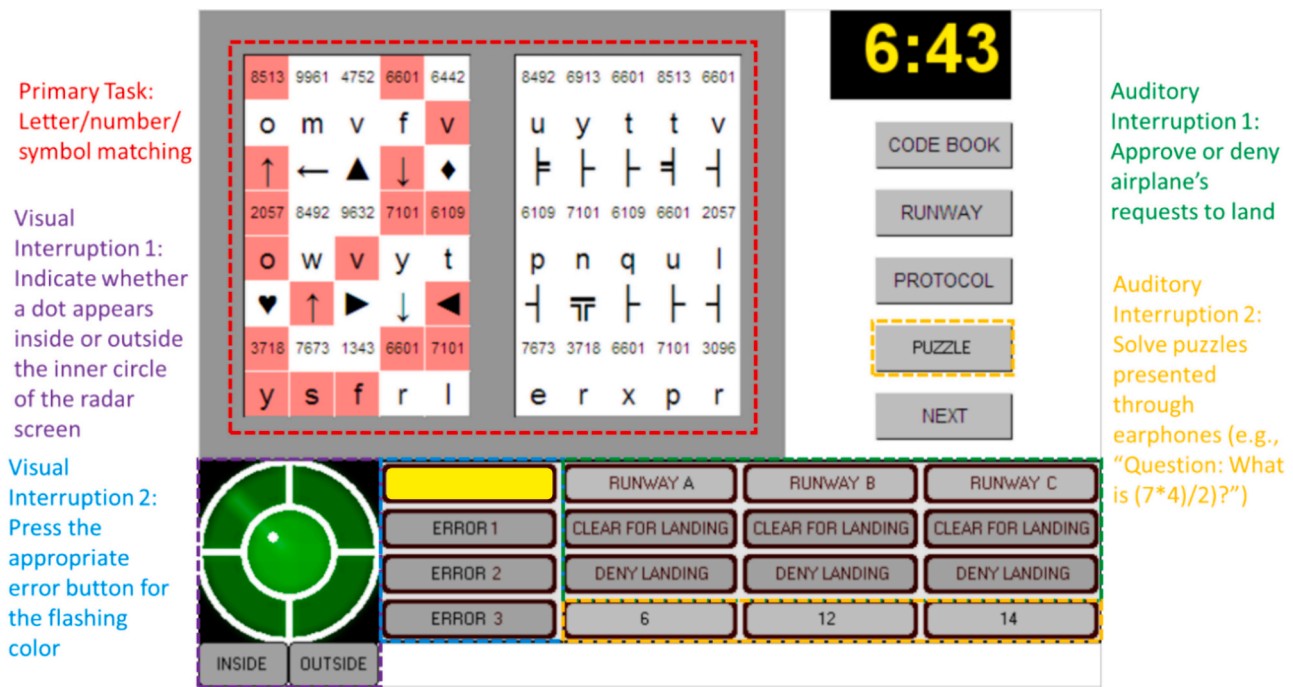 Primary Task:
Letter/number/
symbol matching
Visual
Interruption 1:
Indicate whether
a dot appears
inside or outside
the inner circle
of the radar
screen
Visual
Interruption 2:
Press the
appropriate
error button for
the flashing
color
8513 9961 4752 6601 6442
o m v f v
↑ ← ▲ ↓ ♦
2057 8492 9632 7101 6109
o w v y t
♥ ↑ ► ↓ ◄
3718 7673 1343 6601 7101
y s f r l
8492 6913 6601 8513 6601
u y t t v
╞ ├ ├ ╡ ┤
6109 7101 6109 6601 2057
p n q u l
┤ ╥ ├ ├ ┤
7673 3718 6601 7101 3096
e r x p r
6:43
CODE BOOK
RUNWAY
PROTOCOL
PUZZLE
NEXT
Auditory
Interruption 1:
Approve or deny
airplane's
requests to land
Auditory
Interruption 2:
Solve puzzles
presented
through
earphones (e.g.,
"Question: What
is (7*4)/2)?")
RUNWAY A RUNWAY B RUNWAY C
ERROR 1 CLEAR FOR LANDING CLEAR FOR LANDING CLEAR FOR LANDING
ERROR 2 DENY LANDING DENY LANDING DENY LANDING
ERROR 3 6 12 14
INSIDE OUTSIDE